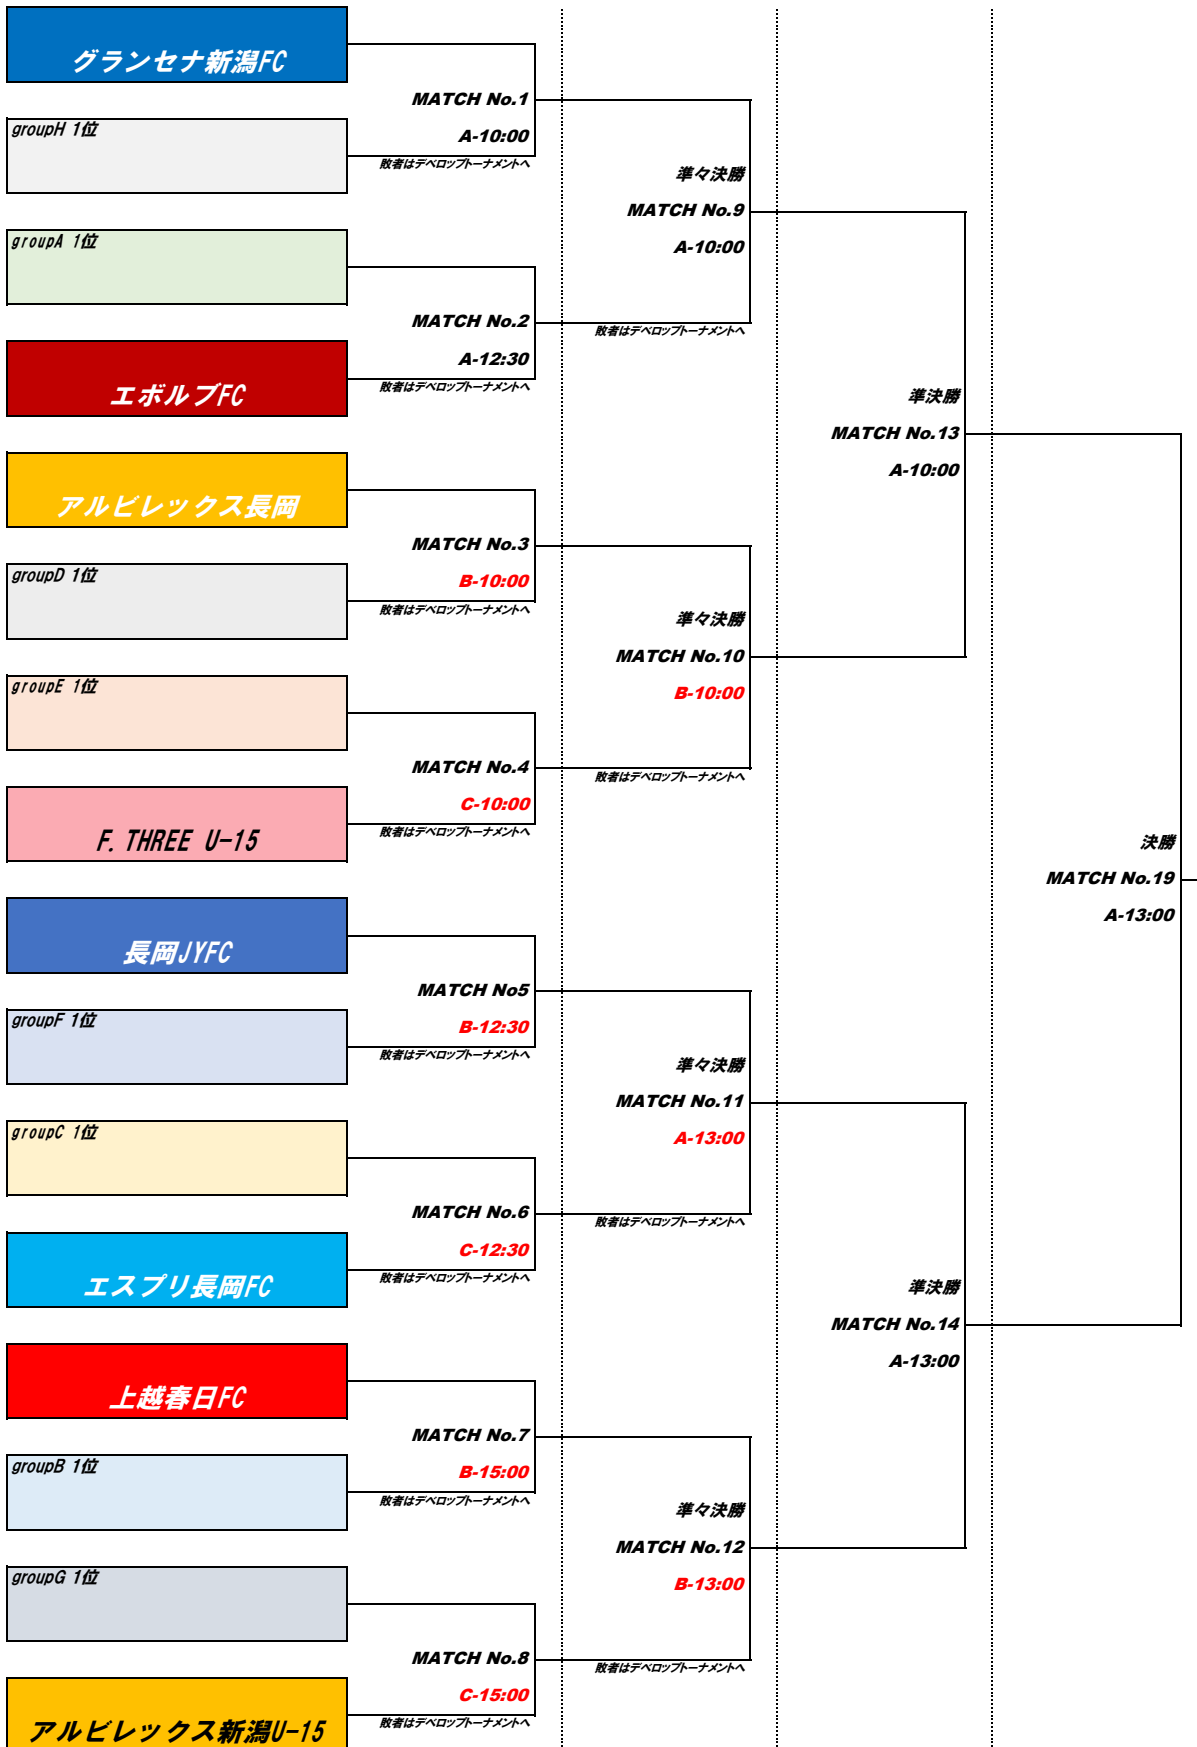 グランセナ新潟FC
MATCH No.1
groupH 1位
A-10:00
敗者はデベロップトーナメントへ
準々決勝
MATCH No.9
groupA 1位
A-10:00
MATCH No.2
敗者はデベロップトーナメントへ
A-12:30
エボルブFC
敗者はデベロップトーナメントへ
準決勝
MATCH No.13
A-10:00
アルビレックス長岡
MATCH No.3
groupD 1位
B-10:00
敗者はデベロップトーナメントへ
準々決勝
MATCH No.10
groupE 1位
B-10:00
MATCH No.4
敗者はデベロップトーナメントへ
C-10:00
F. THREE U-15
敗者はデベロップトーナメントへ
決勝
MATCH No.19
A-13:00
長岡JYFC
MATCH No5
groupF 1位
B-12:30
敗者はデベロップトーナメントへ
準々決勝
MATCH No.11
groupC 1位
A-13:00
MATCH No.6
敗者はデベロップトーナメントへ
C-12:30
エスプリ長岡FC
敗者はデベロップトーナメントへ
準決勝
MATCH No.14
A-13:00
上越春日FC
MATCH No.7
groupB 1位
B-15:00
敗者はデベロップトーナメントへ
準々決勝
MATCH No.12
groupG 1位
B-13:00
MATCH No.8
敗者はデベロップトーナメントへ
C-15:00
アルビレックス新潟U-15
敗者はデベロップトーナメントへ